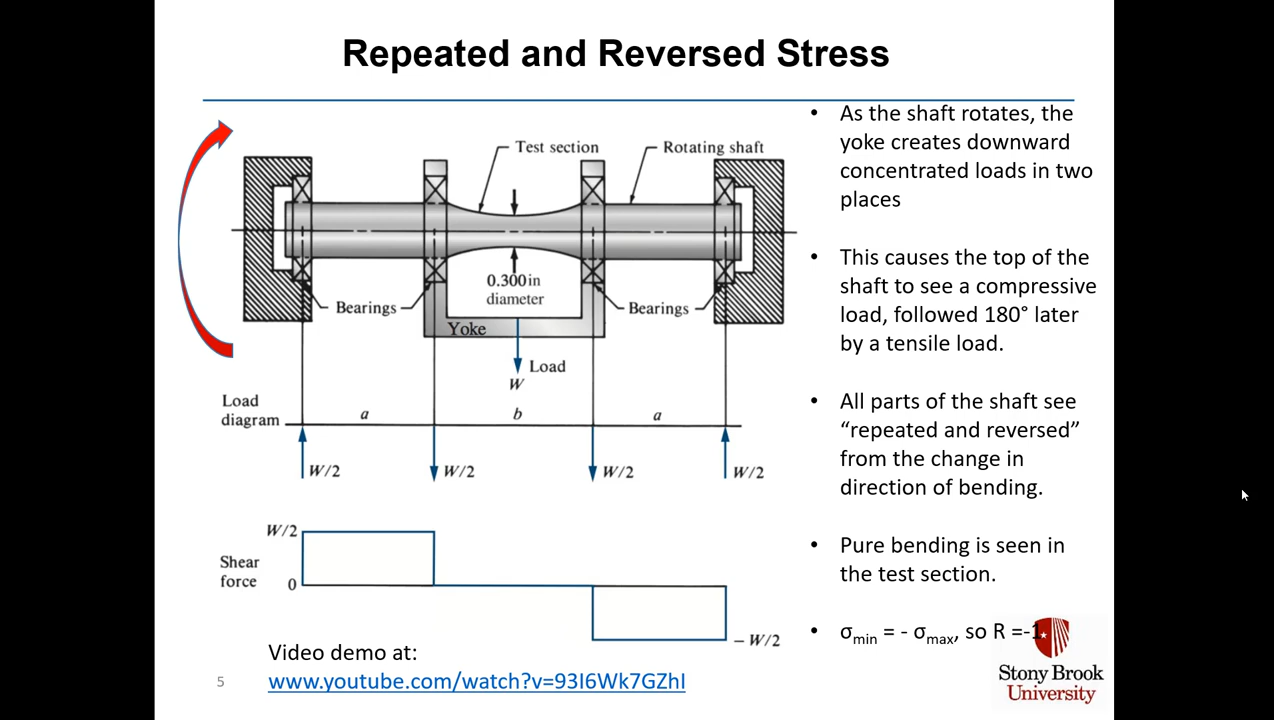 Repeated and Reversed Stress
Test section
Rotating shaft
0.300 in
diameter
Bearings
Bearings
Yoke
Load
W
Load
diagram
a
b
a
W/2
W/2
W/2
W/2
W/2
Shear
force
0
– W/2
Video demo at:
www.youtube.com/watch?v=93I6Wk7GZhI
5
• As the shaft rotates, the
yoke creates downward
concentrated loads in two
places
• This causes the top of the
shaft to see a compressive
load, followed 180° later
by a tensile load.
• All parts of the shaft see
“repeated and reversed”
from the change in
direction of bending.
• Pure bending is seen in
the test section.
• σmin = - σmax, so R =-1
Stony Brook
University